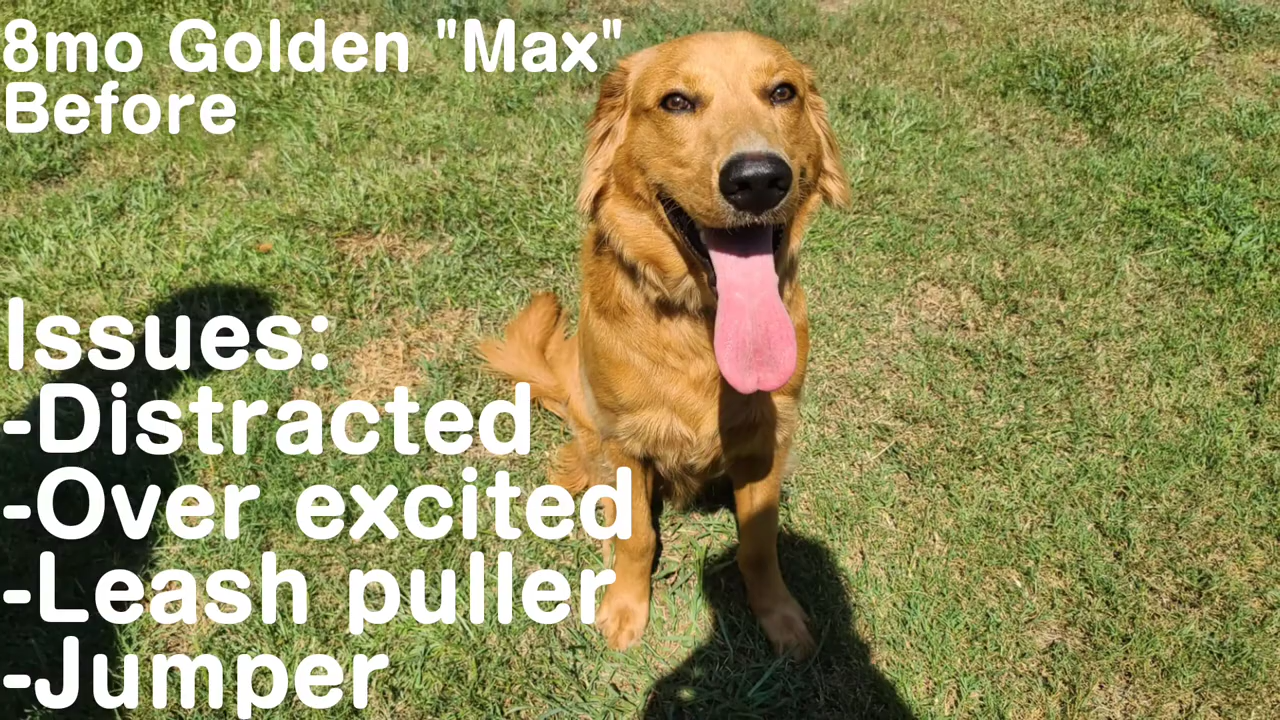 8mo Golden "Max"
Before
Issues:
-Distracted
-Over excited
-Leash puller
-Jumper